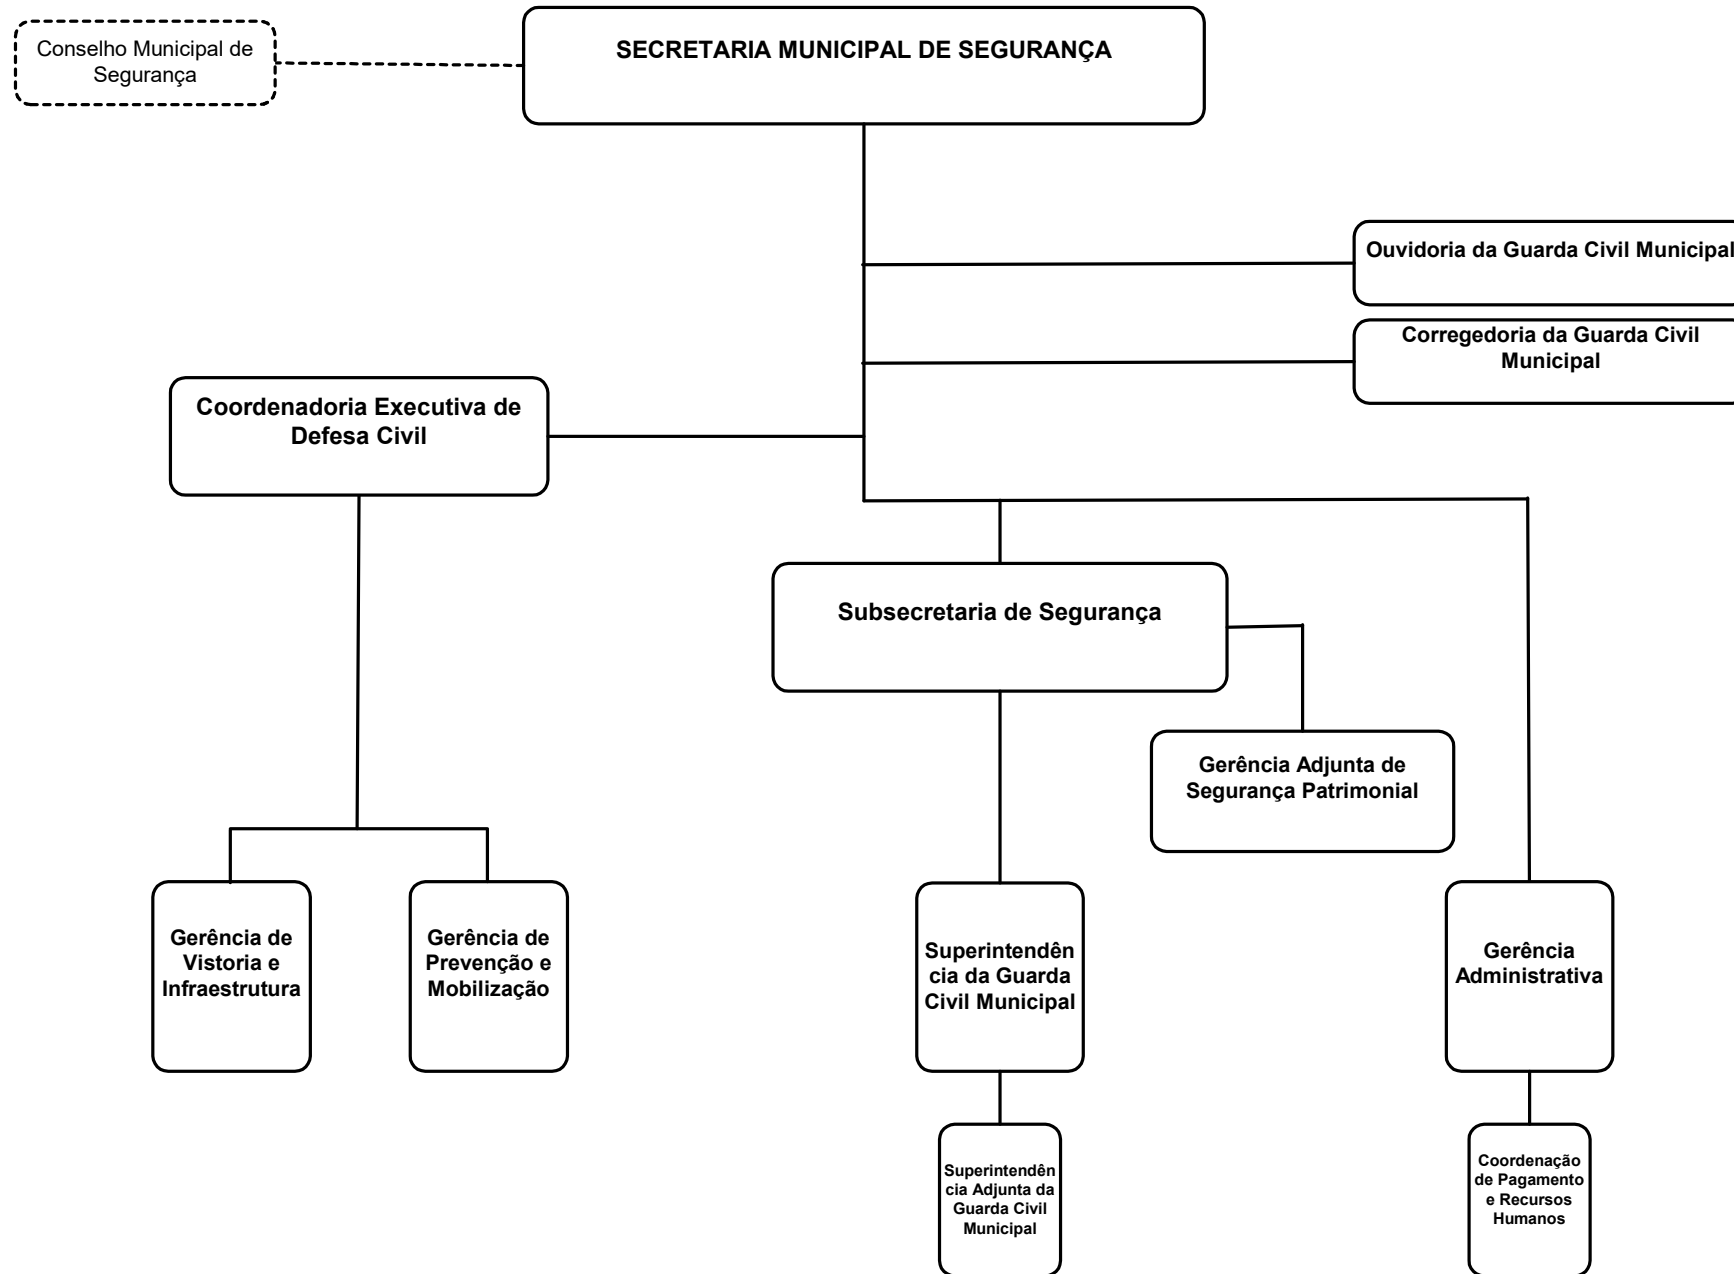 Conselho Municipal de
Segurança
SECRETARIA MUNICIPAL DE SEGURANÇA
Ouvidoria da Guarda Civil Municipal
Corregedoria da Guarda Civil
Municipal
Coordenadoria Executiva de
Defesa Civil
Subsecretaria de Segurança
Gerência Adjunta de
Segurança Patrimonial
Gerência de
Vistoria e
Infraestrutura
Gerência de
Prevenção e
Mobilização
Superintendên
cia da Guarda
Civil Municipal
Gerência
Administrativa
Superintendên
cia Adjunta da
Guarda Civil
Municipal
Coordenação
de Pagamento
e Recursos
Humanos